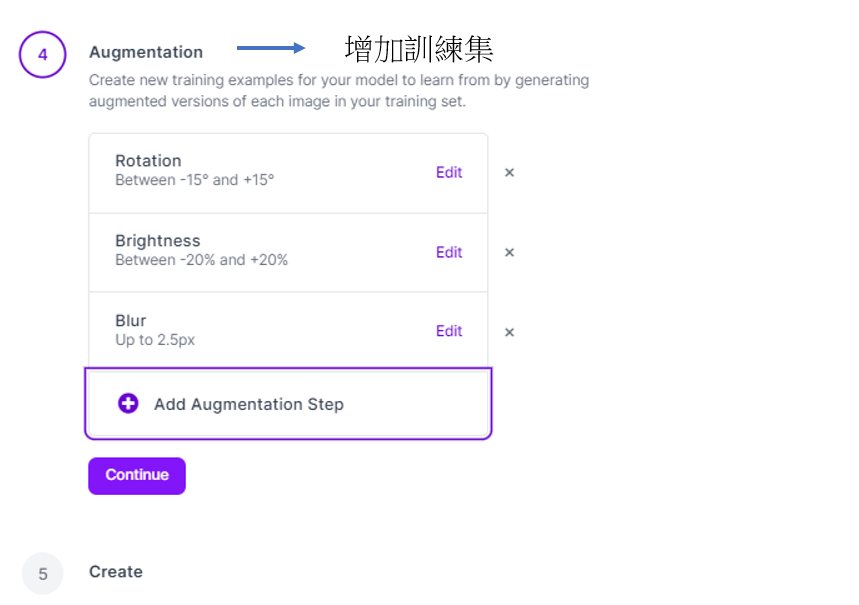 4
Augmentation
增加訓練集
Create new training examples for your model to learn from by generating
augmented versions of each image in your training set.
Rotation
Between -15° and +15°
Edit
×
Brightness
Between -20% and +20%
Edit
×
Blur
Up to 2.5px
Edit
×
Add Augmentation Step
Continue
5
Create